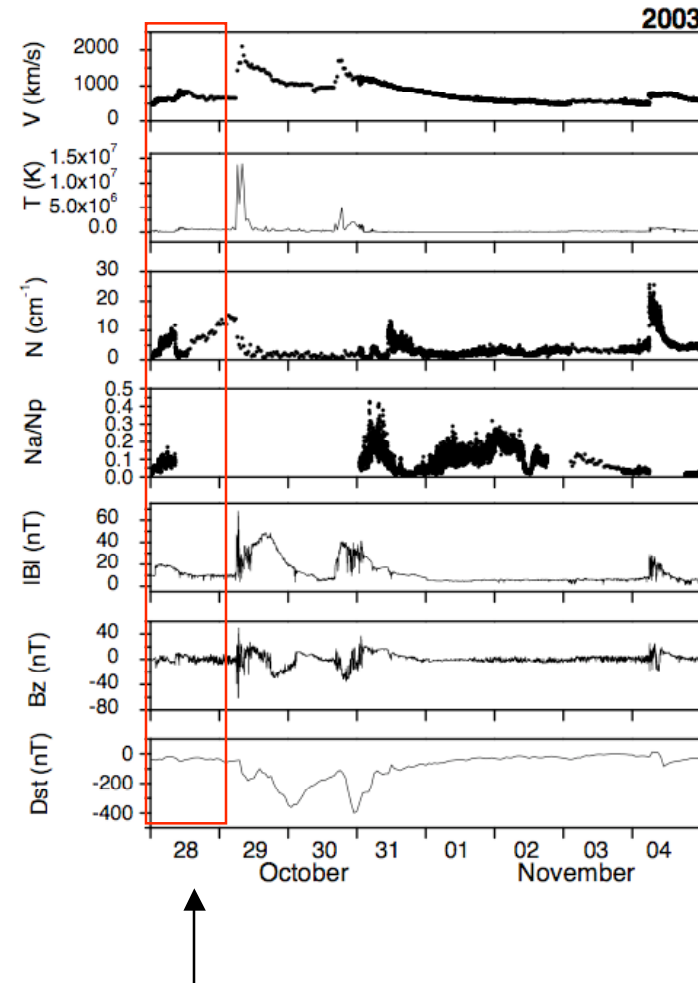 2003
V (km/s)
2000
1000
0
T (K)
1.5x10⁷
1.0x10⁷
5.0x10⁶
0.0
N (cm⁻¹)
30
20
10
0
Na/Np
0.5
0.4
0.3
0.2
0.1
0.0
IBI (nT)
60
40
20
0
Bz (nT)
40
0
-40
-80
Dst (nT)
0
-200
-400
28 29 30 31 01 02 03 04
October November